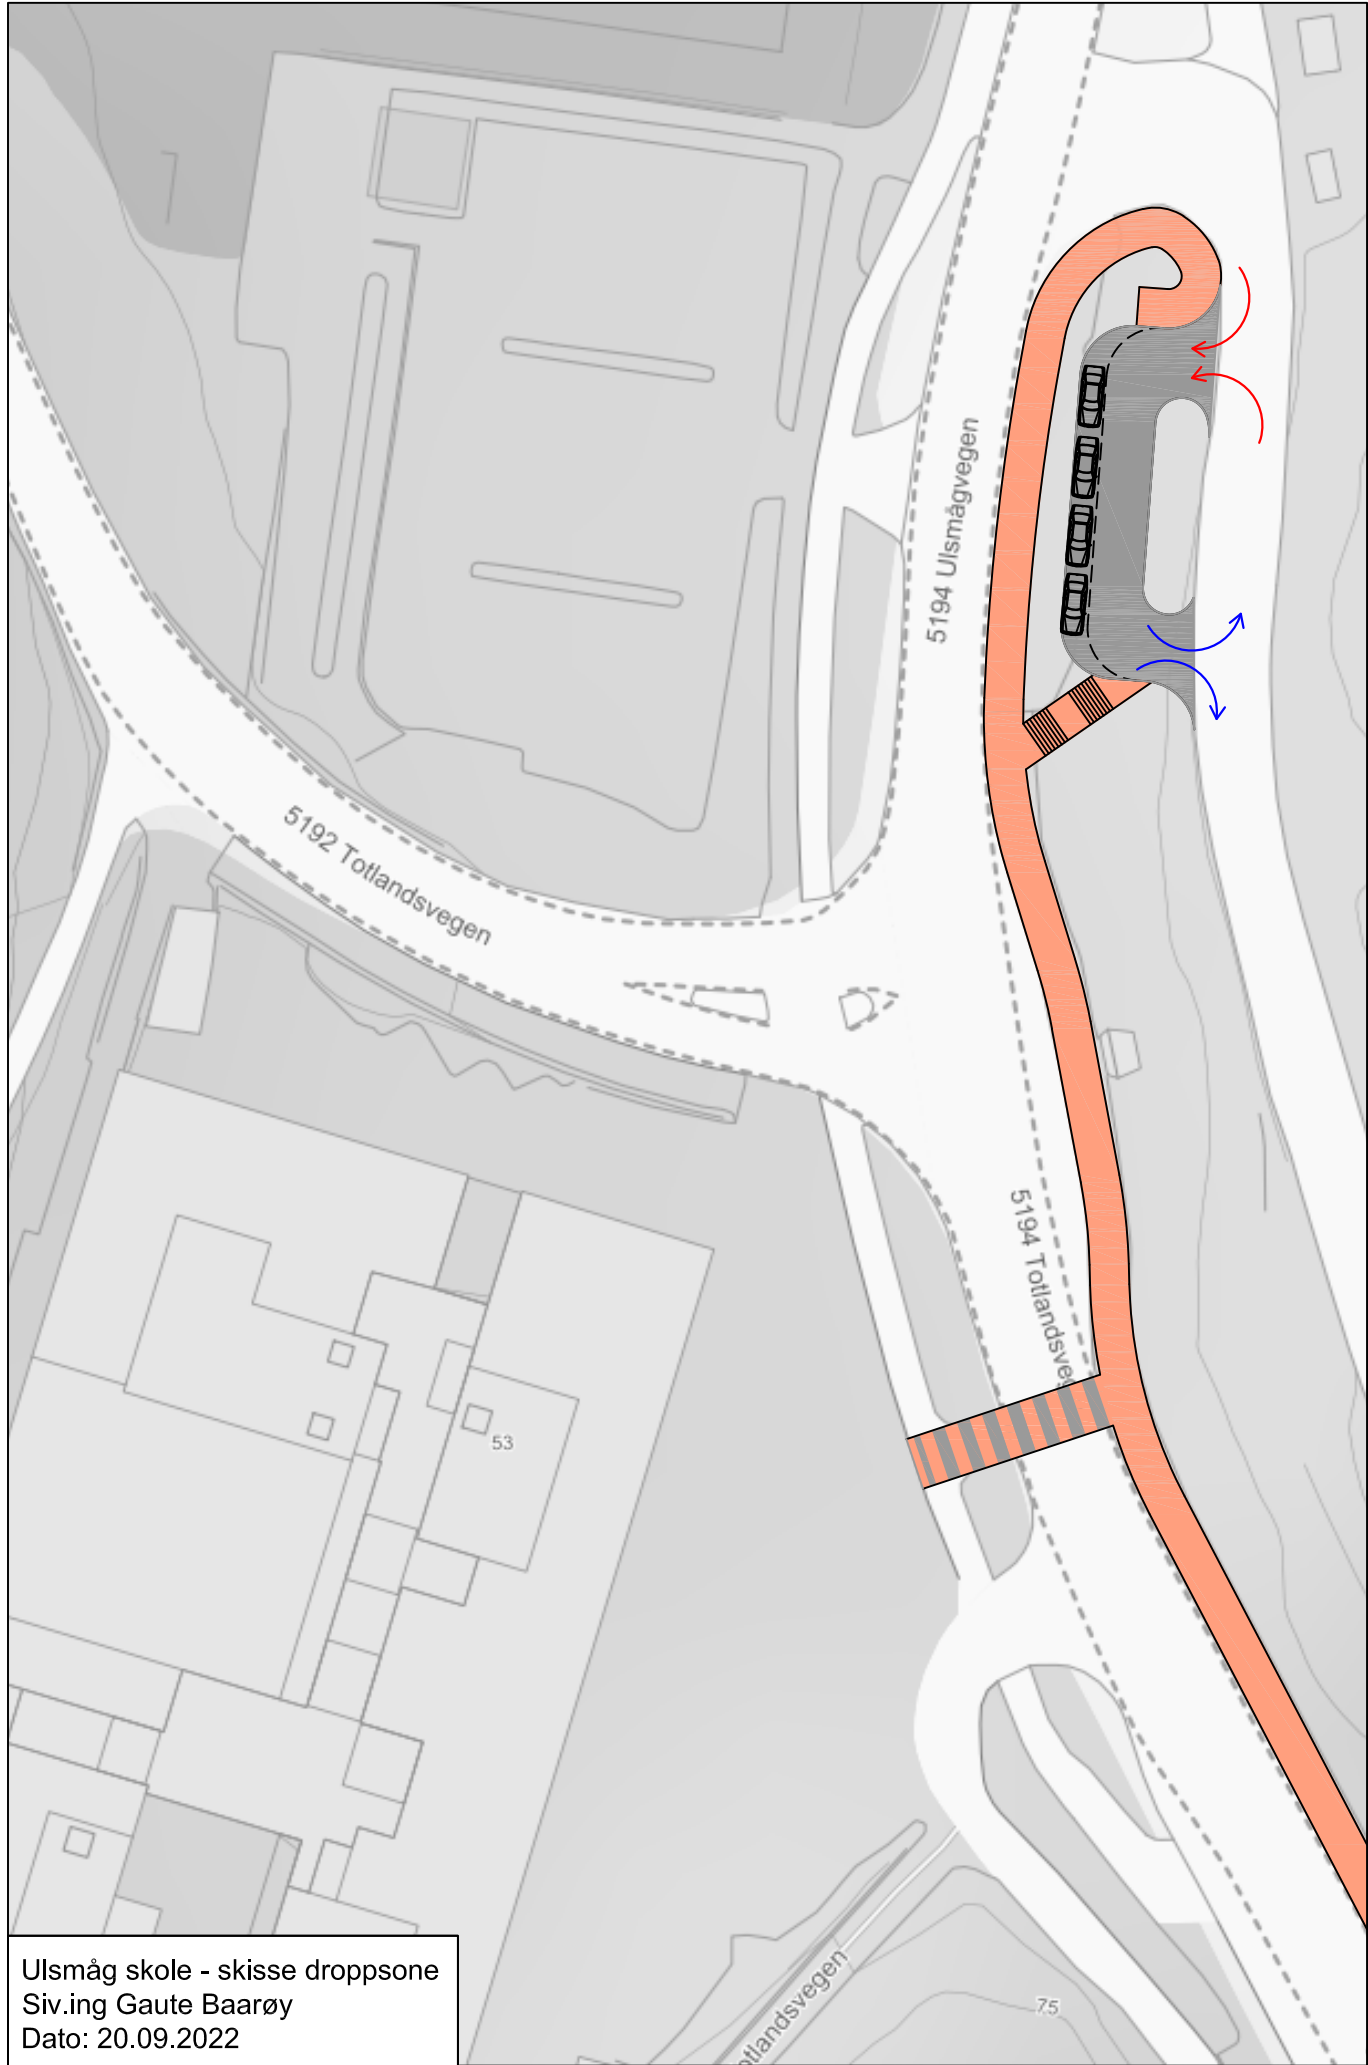 5194 Ulsmågvegen
5192 Totlandsvegen
5194 Totlandsveg
53
Ulsmåg skole - skisse droppsone
Siv.ing Gaute Baarøy
Dato: 20.09.2022
otlandsvegen
75